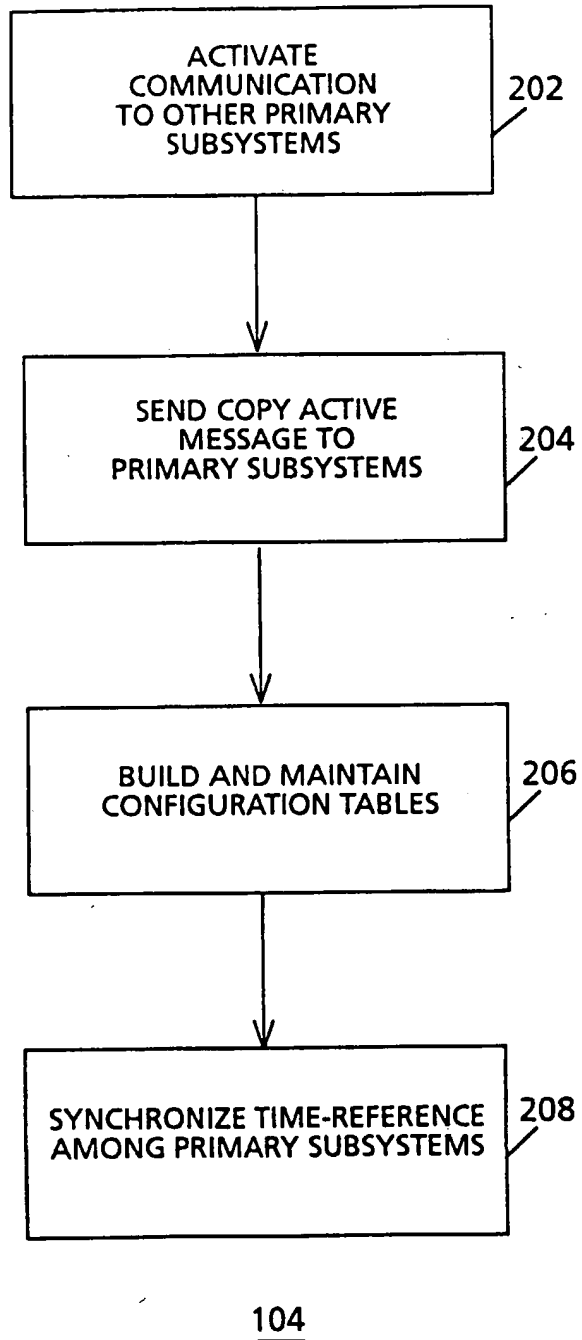 ACTIVATE
COMMUNICATION
TO OTHER PRIMARY
SUBSYSTEMS
202
SEND COPY ACTIVE
MESSAGE TO
PRIMARY SUBSYSTEMS
204
BUILD AND MAINTAIN
CONFIGURATION TABLES
206
SYNCHRONIZE TIME-REFERENCE
AMONG PRIMARY SUBSYSTEMS
208
104